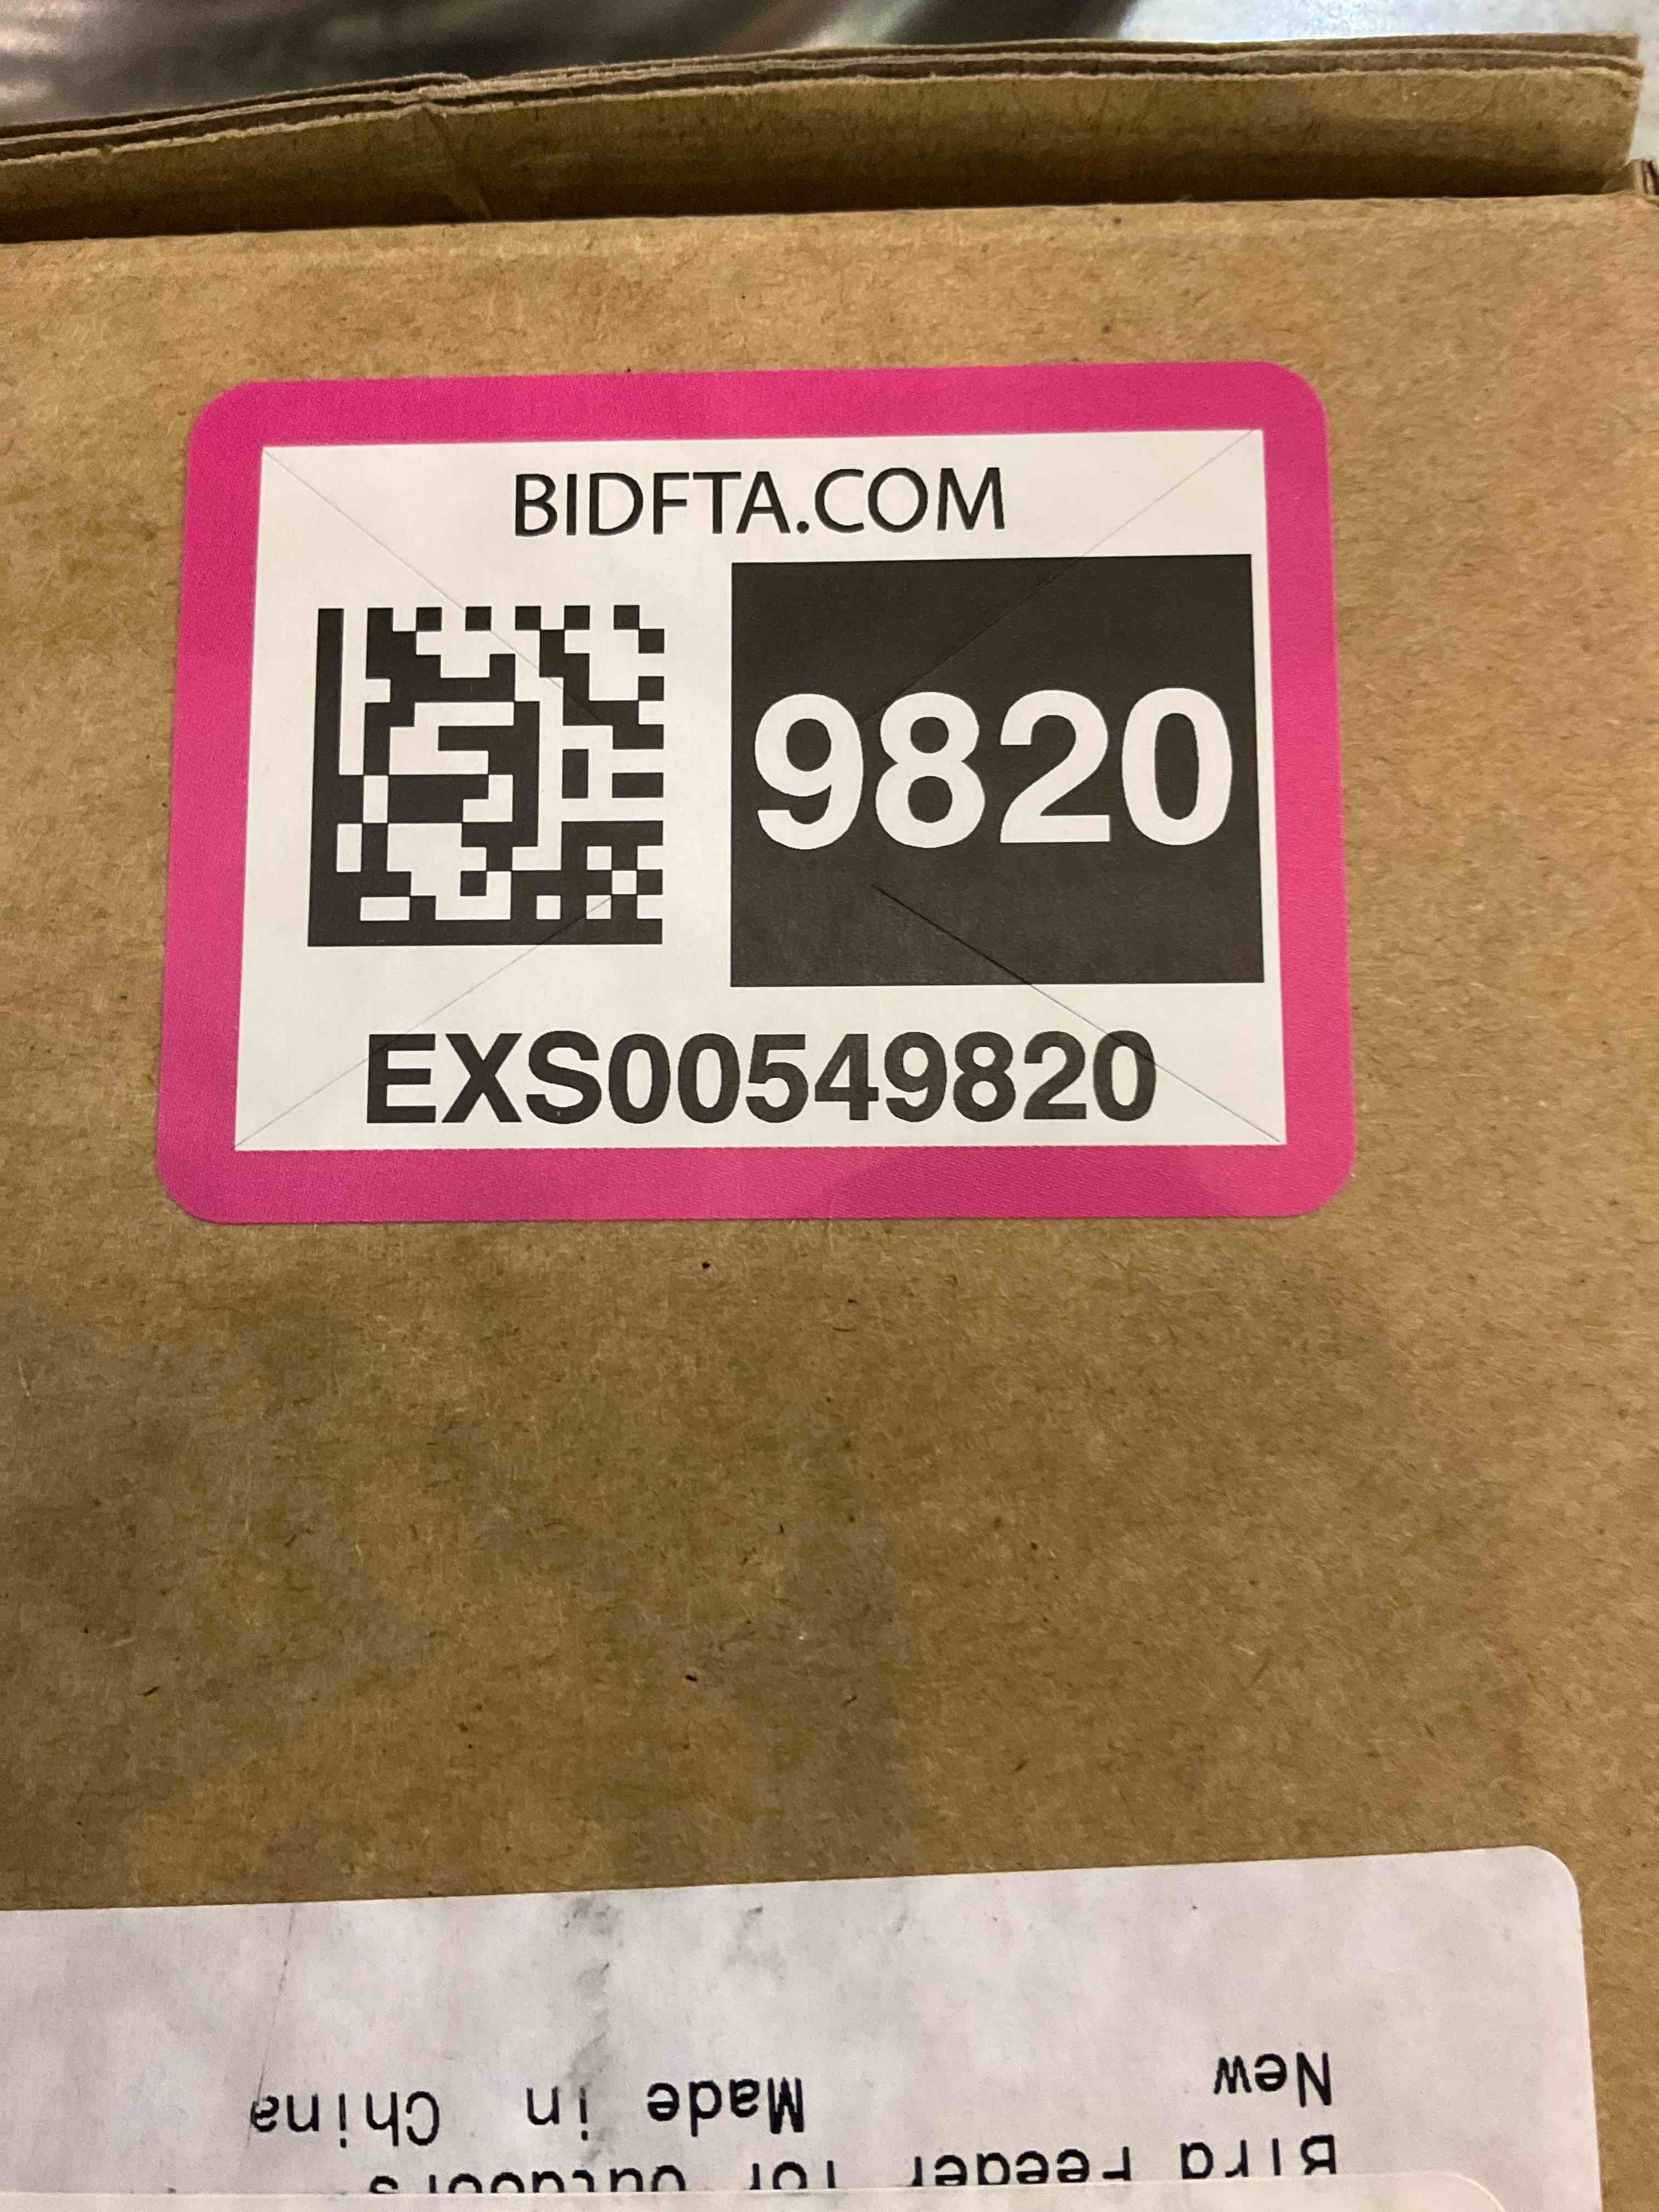 BIDFTA.COM
9820
EXS00549820
Bird feeder for outdoors
New Made in China